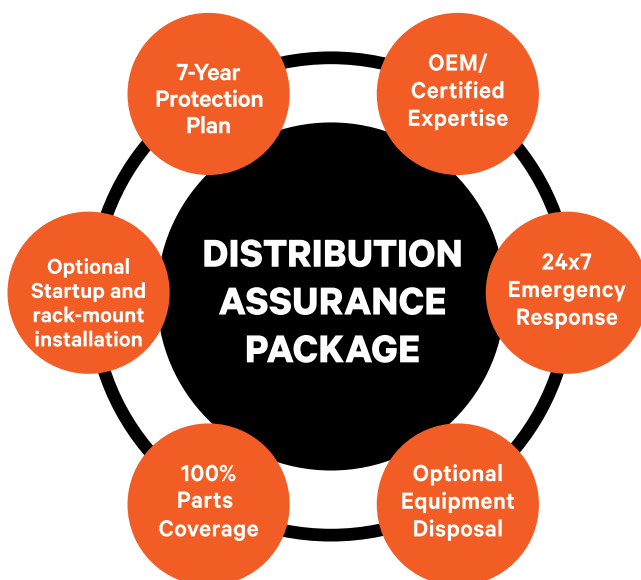 7-Year
Protection
Plan
OEM/
Certified
Expertise
Optional
Startup and
rack-mount
installation
DISTRIBUTION
ASSURANCE
PACKAGE
24x7
Emergency
Response
100%
Parts
Coverage
Optional
Equipment
Disposal